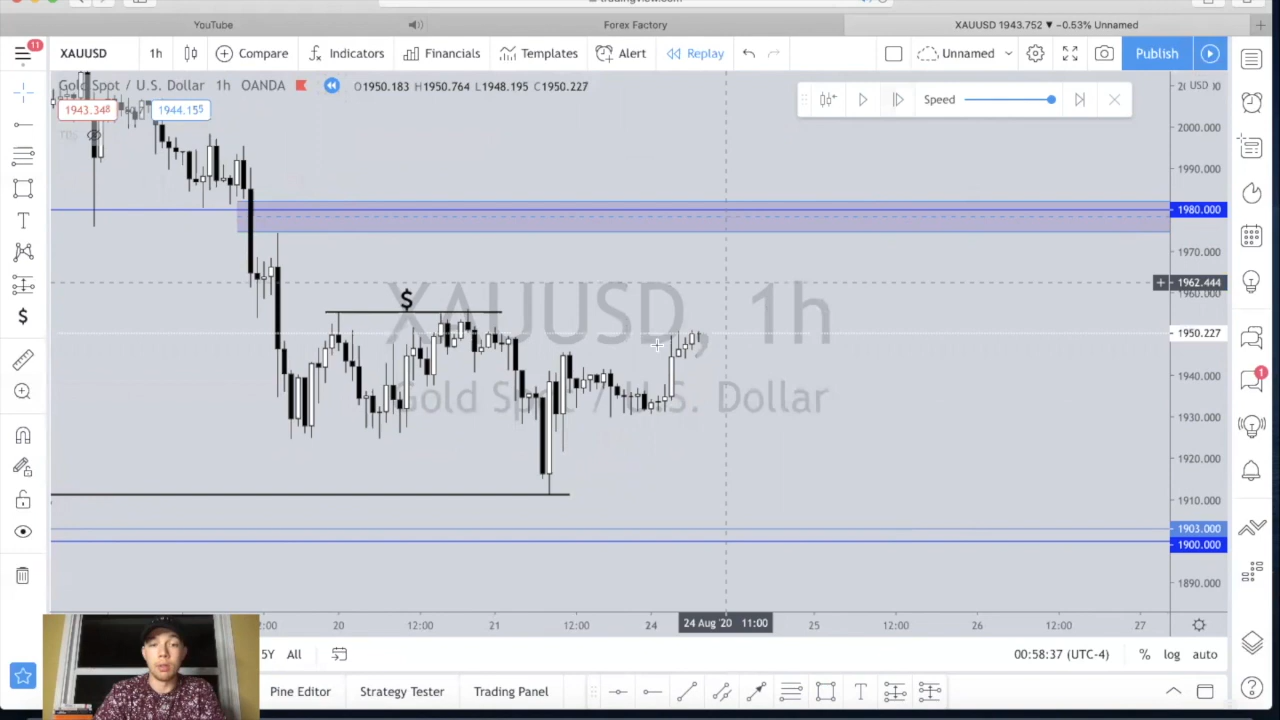 YouTube
Forex Factory
XAUUSD 1943.752 ▼ −0.53% Unnamed
11
XAUUSD
1h
Compare
Indicators
Financials
Templates
Alert
Replay
Unnamed
Publish
Gold Spot / U.S. Dollar 1h OANDA
O1950.183 H1950.764 L1948.195 C1950.227
1943.348
1944.155
Speed
USD
2000.000
1990.000
1980.000
1970.000
1962.444
1960.000
1950.227
1940.000
1930.000
1920.000
1910.000
1903.000
1900.000
1890.000
$
XAUUSD, 1h
Gold Spot / U.S. Dollar
1
20
12:00
21
12:00
24
24 Aug '20 11:00
25
12:00
26
12:00
27
5Y
All
00:58:37 (UTC-4)
%
log
auto
Pine Editor
Strategy Tester
Trading Panel